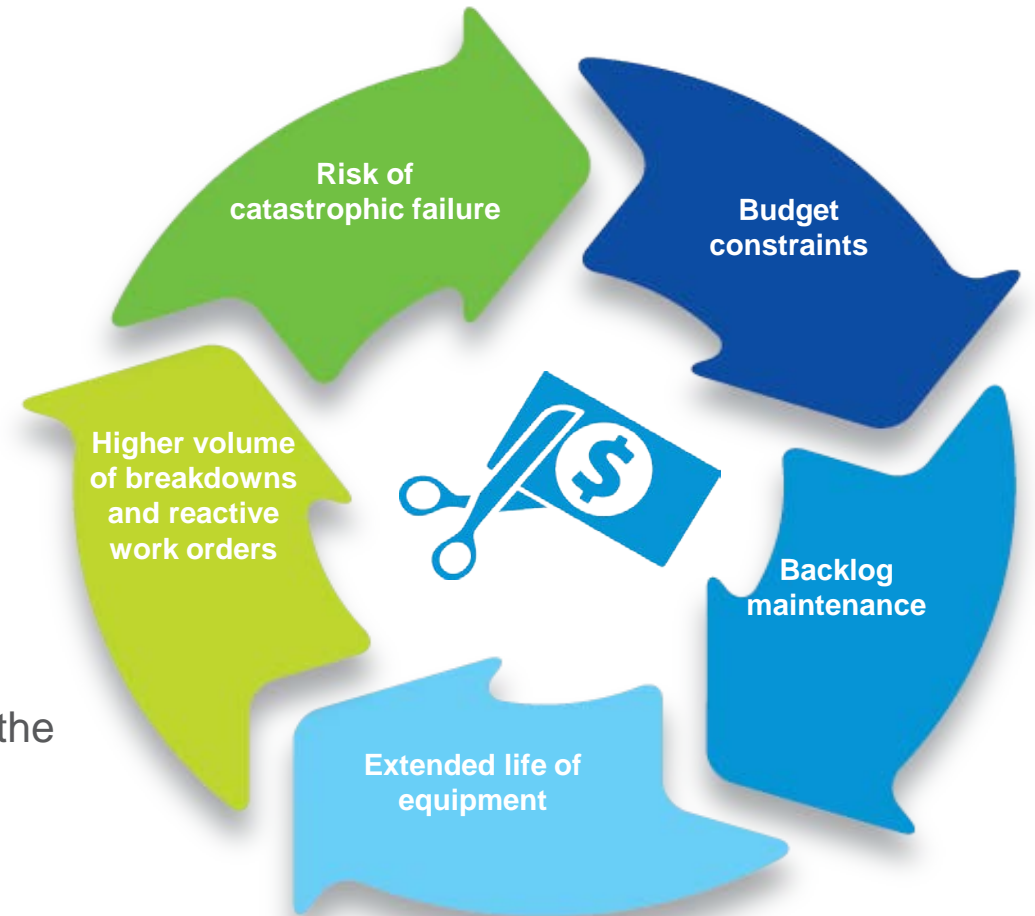 Risk of
catastrophic failure
Budget
constraints
$
Higher volume
of breakdowns
and reactive
work orders
Backlog
maintenance
the
Extended life of
equipment